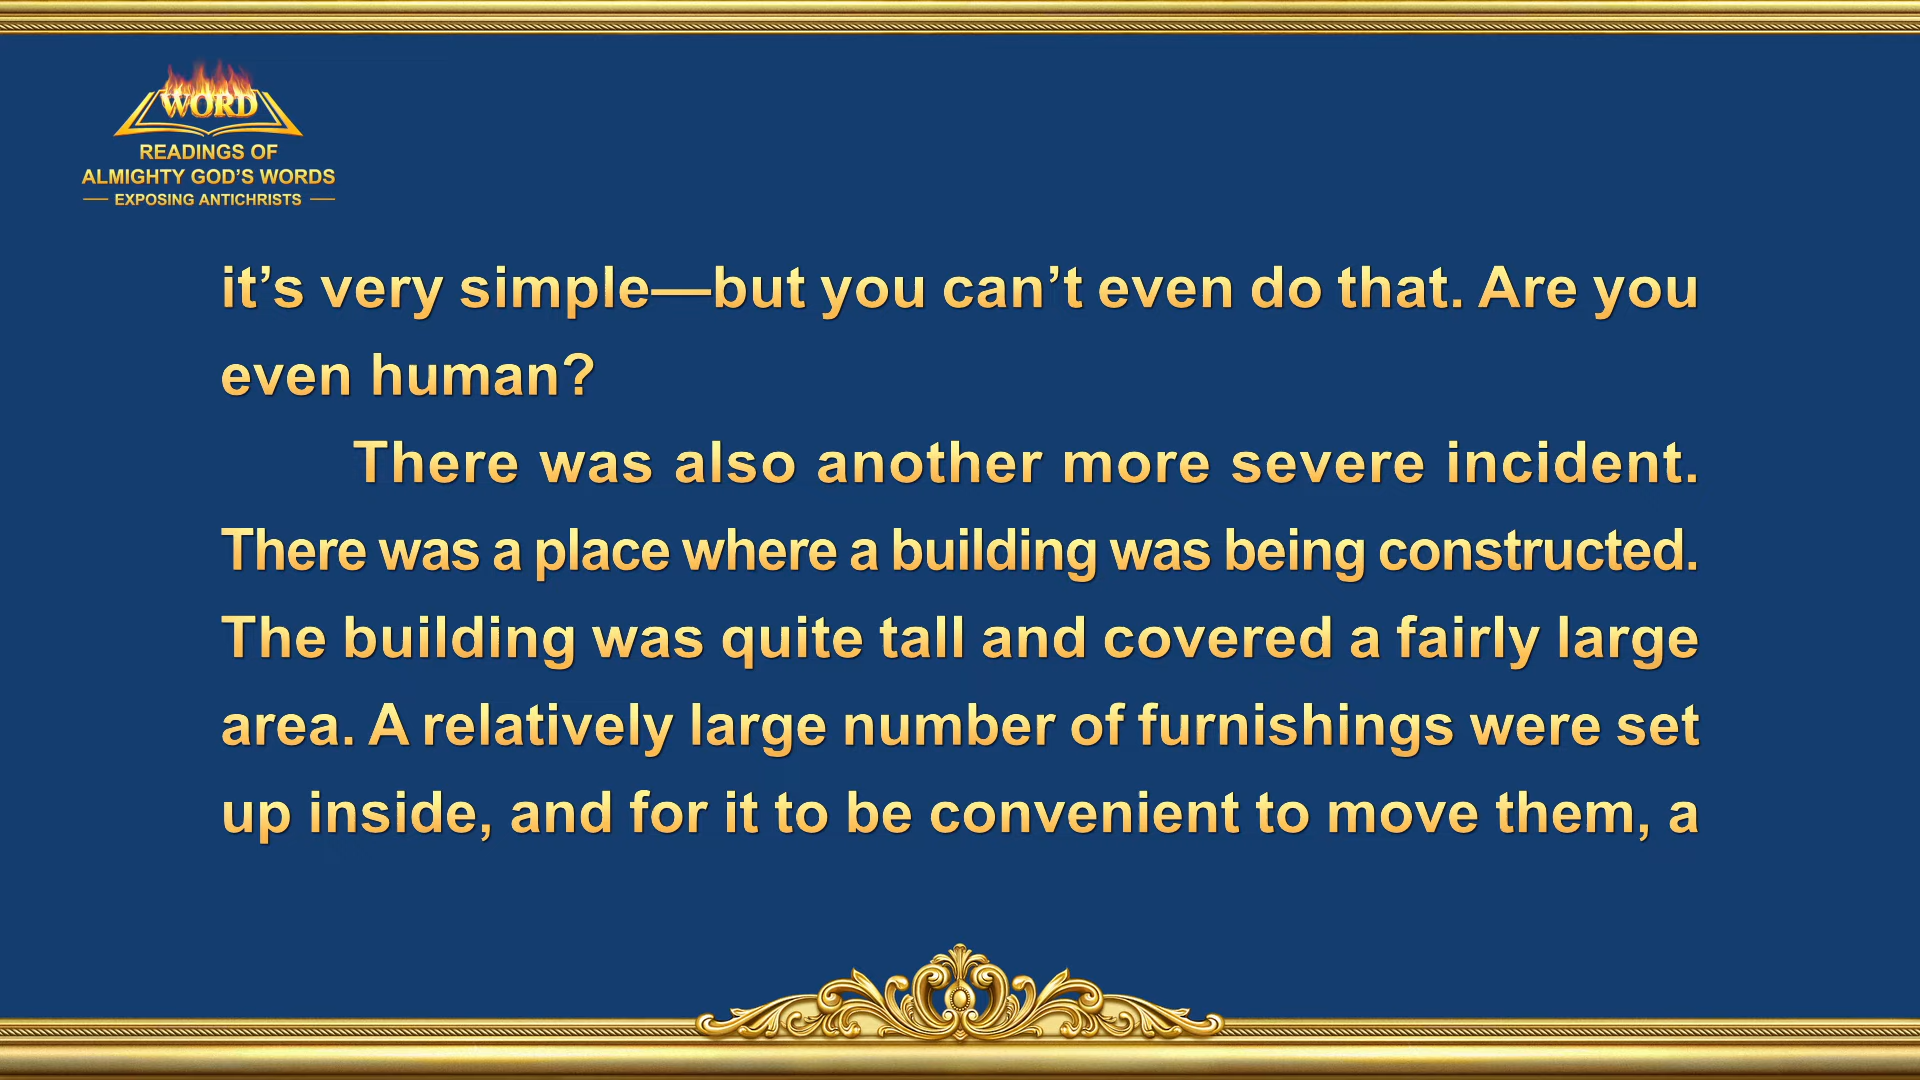 WORD
READINGS OF
ALMIGHTY GOD’S WORDS
EXPOSING ANTICHRISTS
it’s very simple—but you can’t even do that. Are you
even human?
There was also another more severe incident.
There was a place where a building was being constructed.
The building was quite tall and covered a fairly large
area. A relatively large number of furnishings were set
up inside, and for it to be convenient to move them, a